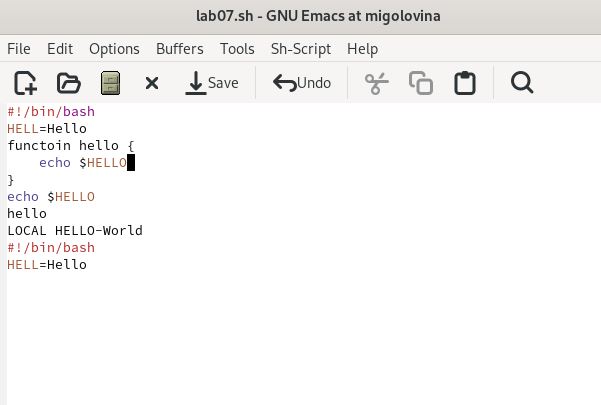 lab07.sh - GNU Emacs at migolovina
File Edit Options Buffers Tools Sh-Script Help
Save Undo
#!/bin/bash
HELL=Hello
functoin hello {
    echo $HELLO
}
echo $HELLO
hello
LOCAL HELLO-World
#!/bin/bash
HELL=Hello